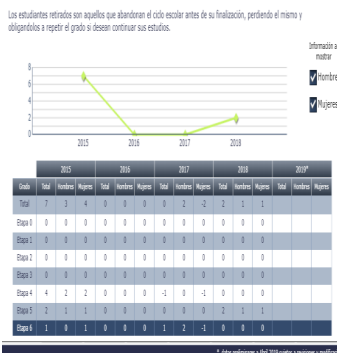 Los estudiantes retirados son aquellos que abandonan el ciclo escolar antes de su finalización, perdiendo el mismo y
obligandolos a repetir el grado si desean continuar sus estudios.
Información a
mostrar
Hombre
Mujeres
8
6
4
2
0
2015 2016 2017 2018
2015 2016 2017 2018 2019*
Grado Total Hombres Mujeres Total Hombres Mujeres Total Hombres Mujeres Total Hombres Mujeres Total Hombres Mujeres
Total 7 3 4 0 0 0 0 2 -2 2 1 1
Etapa 0 0 0 0 0 0 0 0 0 0 0 0 0
Etapa 1 0 0 0 0 0 0 0 0 0 0 0 0
Etapa 2 0 0 0 0 0 0 0 0 0 0 0 0
Etapa 3 0 0 0 0 0 0 0 0 0 0 0 0
Etapa 4 4 2 2 0 0 0 -1 0 -1 0 0 0
Etapa 5 2 1 1 0 0 0 0 0 0 2 1 1
Etapa 6 1 0 1 0 0 0 1 2 -1 0 0 0
* datos preliminares a Abril 2019 sujetos a revisiones y modificac